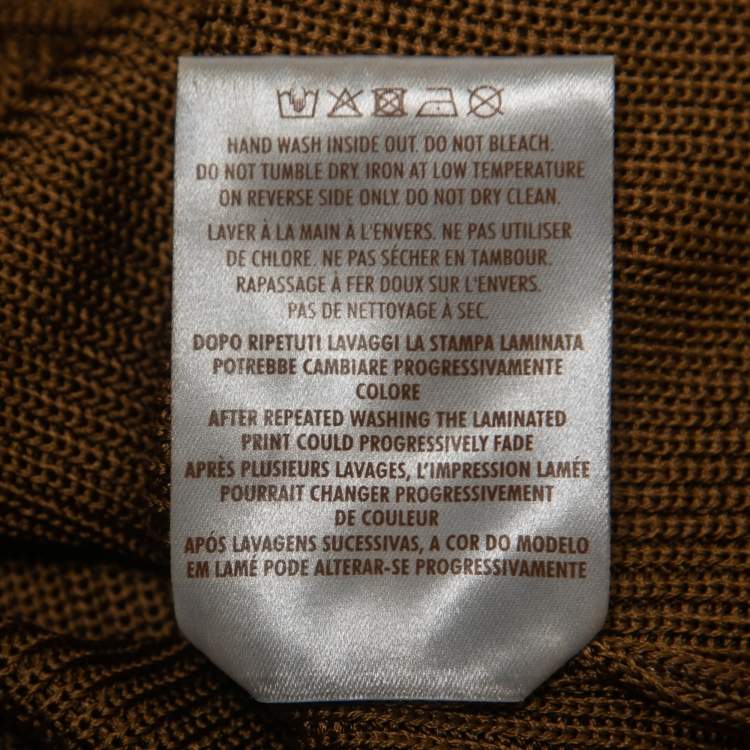 HAND WASH INSIDE OUT. DO NOT BLEACH.
DO NOT TUMBLE DRY. IRON AT LOW TEMPERATURE
ON REVERSE SIDE ONLY. DO NOT DRY CLEAN.
LAVER À LA MAIN À L'ENVERS. NE PAS UTILISER
DE CHLORE. NE PAS SÉCHER EN TAMBOUR.
RAPASSAGE À FER DOUX SUR L'ENVERS.
PAS DE NETTOYAGE À SEC.
DOPO RIPETUTI LAVAGGI LA STAMPA LAMINATA
POTREBBE CAMBIARE PROGRESSIVAMENTE
COLORE
AFTER REPEATED WASHING THE LAMINATED
PRINT COULD PROGRESSIVELY FADE
APRÈS PLUSIEURS LAVAGES, L'IMPRESSION LAMÉE
POURRAIT CHANGER PROGRESSIVEMENT
DE COULEUR
APÓS LAVAGENS SUCESSIVAS, A COR DO MODELO
EM LAMÉ PODE ALTERAR-SE PROGRESSIVAMENTE